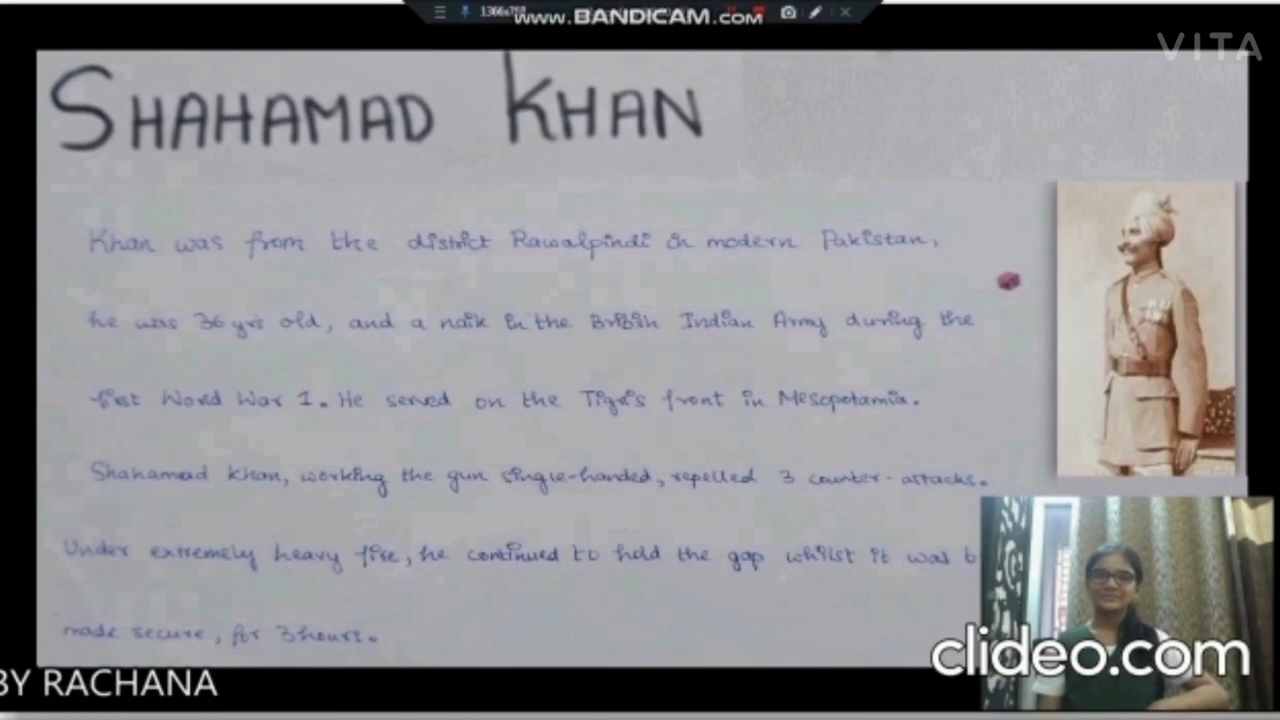 1366x768
www.BANDICAM.com
VITA
SHAHAMAD KHAN
Khan was from the district Rawalpindi in modern Pakistan,
he was 36 yrs old, and a naik in the British Indian Army during the
first World War 1. He served on the Tigris front in Mesopotamia.
Shahamad Khan, working the gun single-handed, repelled 3 counter-attacks.
Under extremely heavy fire, he continued to hold the gap whilst it was b
made secure, for 3 hours.
clideo.com
BY RACHANA